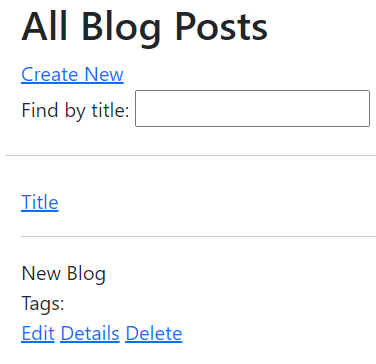 All Blog Posts
Create New
Find by title:
Title
New Blog
Tags:
Edit Details Delete